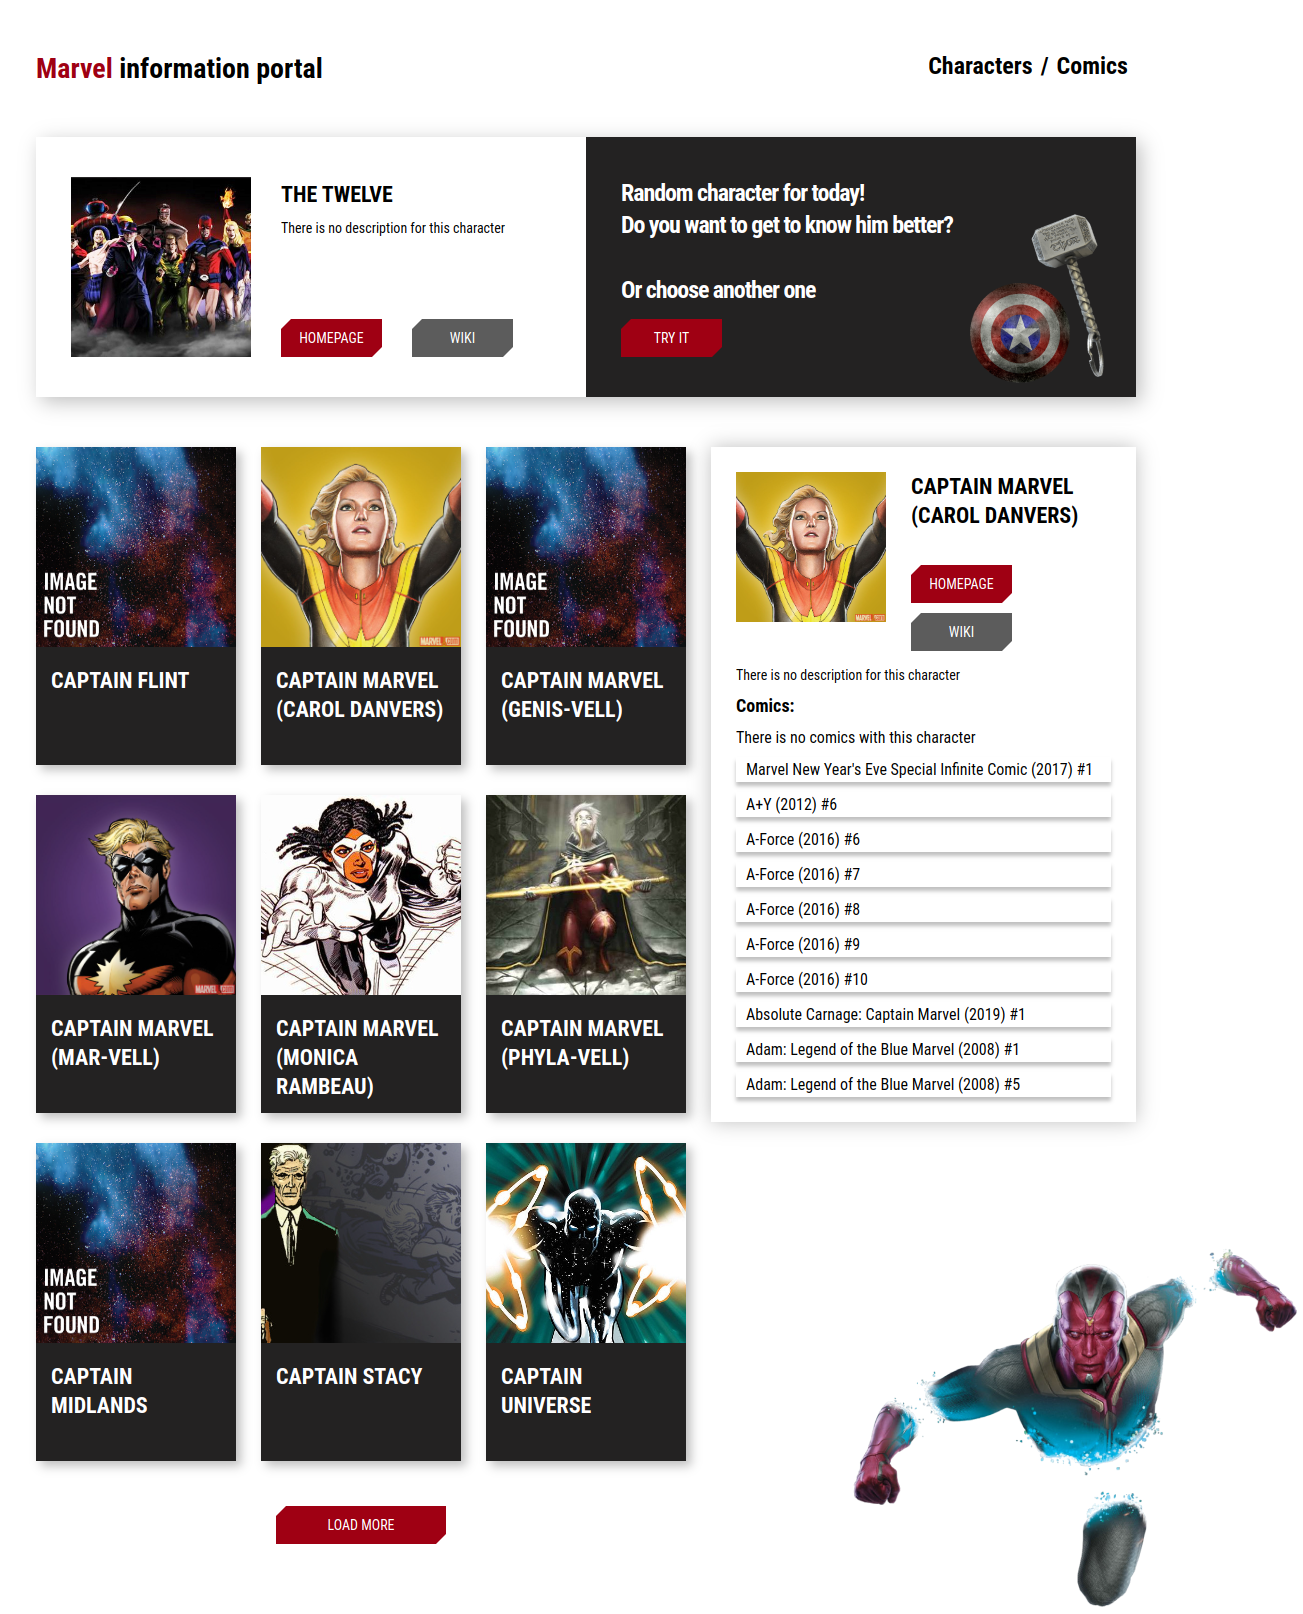 Marvel information portal
Characters / Comics
THE TWELVE
There is no description for this character
HOMEPAGE
WIKI
Random character for today!
Do you want to get to know him better?
Or choose another one
TRY IT
IMAGE
NOT
FOUND
CAPTAIN FLINT
MARVEL
CAPTAIN MARVEL
(CAROL DANVERS)
IMAGE
NOT
FOUND
CAPTAIN MARVEL
(GENIS-VELL)
MARVEL
CAPTAIN MARVEL
(MAR-VELL)
CAPTAIN MARVEL
(MONICA
RAMBEAU)
CAPTAIN MARVEL
(PHYLA-VELL)
IMAGE
NOT
FOUND
CAPTAIN
MIDLANDS
CAPTAIN STACY
CAPTAIN
UNIVERSE
LOAD MORE
MARVEL
CAPTAIN MARVEL
(CAROL DANVERS)
HOMEPAGE
WIKI
There is no description for this character
Comics:
There is no comics with this character
Marvel New Year's Eve Special Infinite Comic (2017) #1
A+Y (2012) #6
A-Force (2016) #6
A-Force (2016) #7
A-Force (2016) #8
A-Force (2016) #9
A-Force (2016) #10
Absolute Carnage: Captain Marvel (2019) #1
Adam: Legend of the Blue Marvel (2008) #1
Adam: Legend of the Blue Marvel (2008) #5